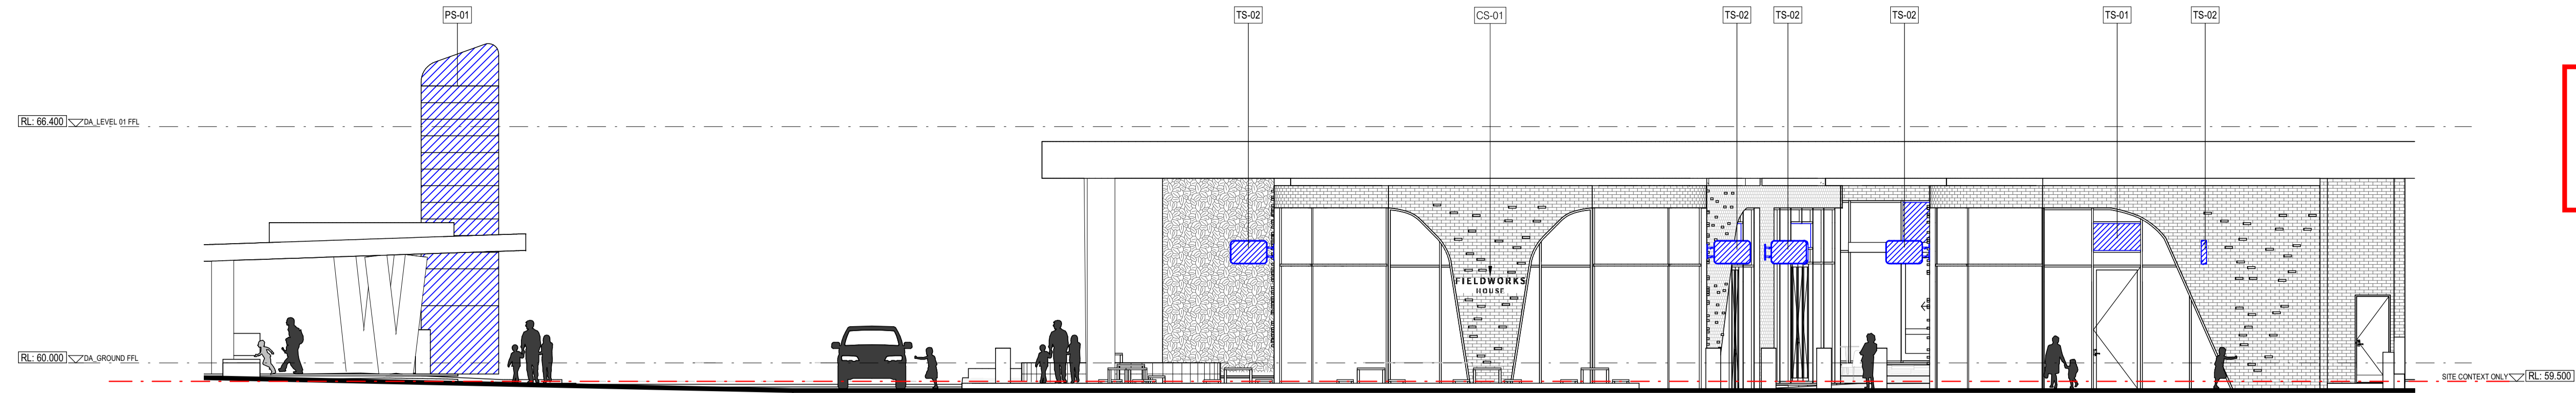 PS-01
TS-02
CS-01
TS-02
TS-02
TS-02
TS-01
TS-02
RL: 66.400
DA_LEVEL 01 FFL
FIELDWORKS
HOUSE
RL: 60.000
DA_GROUND FFL
SITE CONTEXT ONLY
RL: 59.500